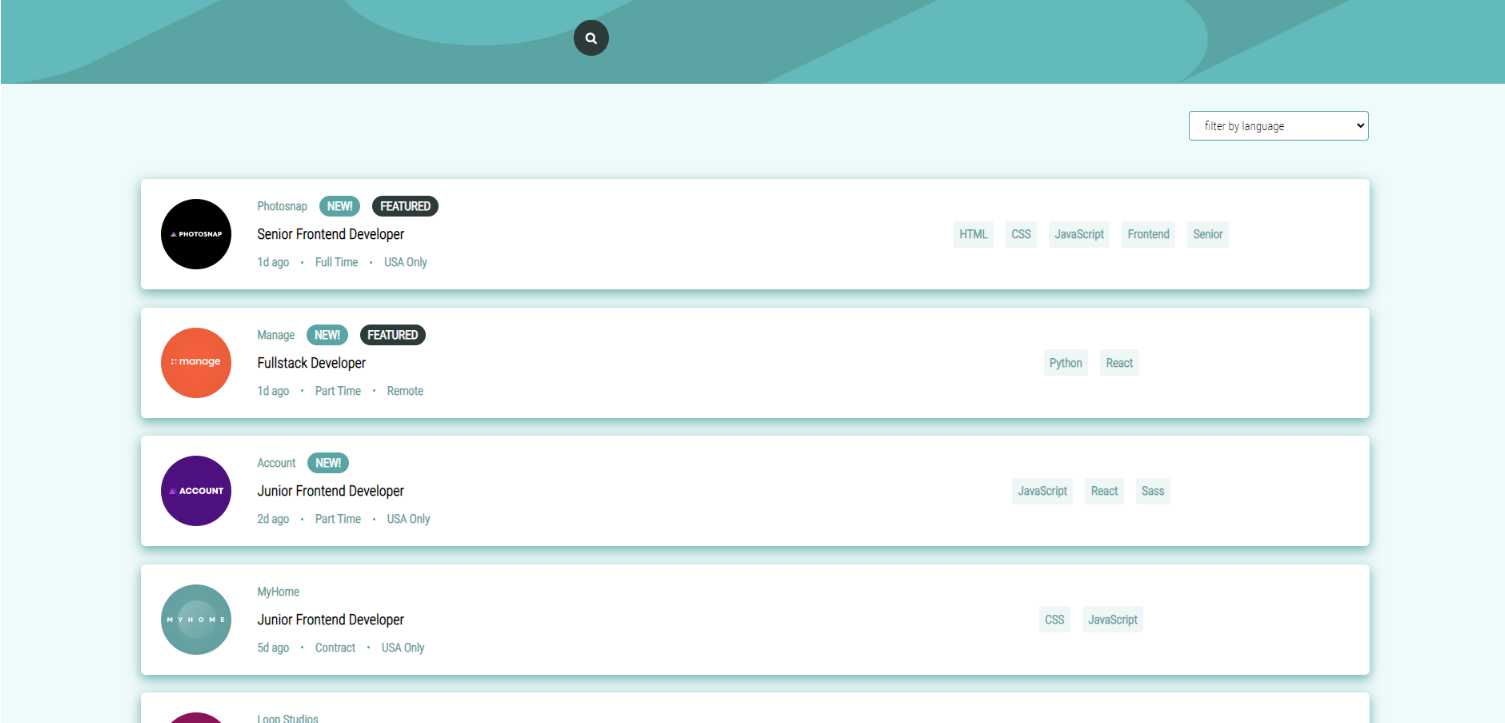 filter by language
PHOTOSNAP
Photosnap NEW! FEATURED
Senior Frontend Developer
1d ago • Full Time • USA Only
HTML CSS JavaScript Frontend Senior
manage
Manage NEW! FEATURED
Fullstack Developer
1d ago • Part Time • Remote
Python React
ACCOUNT
Account NEW!
Junior Frontend Developer
2d ago • Part Time • USA Only
JavaScript React Sass
MYHOME
MyHome
Junior Frontend Developer
5d ago • Contract • USA Only
CSS JavaScript
Loop Studios